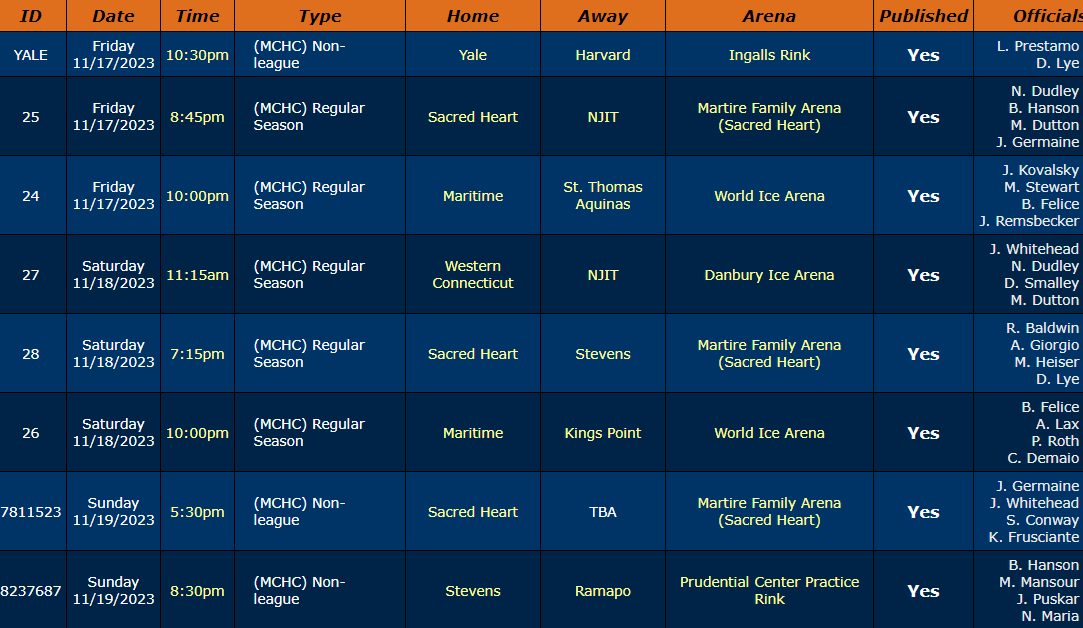 ID Date Time Type Home Away Arena Published Officials
YALE Friday 11/17/2023 10:30pm (MCHC) Non-league Yale Harvard Ingalls Rink Yes L. Prestamo D. Lye
25 Friday 11/17/2023 8:45pm (MCHC) Regular Season Sacred Heart NJIT Martire Family Arena (Sacred Heart) Yes N. Dudley B. Hanson M. Dutton J. Germaine
24 Friday 11/17/2023 10:00pm (MCHC) Regular Season Maritime St. Thomas Aquinas World Ice Arena Yes J. Kovalsky M. Stewart B. Felice J. Remsbecker
27 Saturday 11/18/2023 11:15am (MCHC) Regular Season Western Connecticut NJIT Danbury Ice Arena Yes J. Whitehead N. Dudley D. Smalley M. Dutton
28 Saturday 11/18/2023 7:15pm (MCHC) Regular Season Sacred Heart Stevens Martire Family Arena (Sacred Heart) Yes R. Baldwin A. Giorgio M. Heiser D. Lye
26 Saturday 11/18/2023 10:00pm (MCHC) Regular Season Maritime Kings Point World Ice Arena Yes B. Felice A. Lax P. Roth C. Demaio
7811523 Sunday 11/19/2023 5:30pm (MCHC) Non-league Sacred Heart TBA Martire Family Arena (Sacred Heart) Yes J. Germaine J. Whitehead S. Conway K. Frusciante
8237687 Sunday 11/19/2023 8:30pm (MCHC) Non-league Stevens Ramapo Prudential Center Practice Rink Yes B. Hanson M. Mansour J. Puskar N. Maria